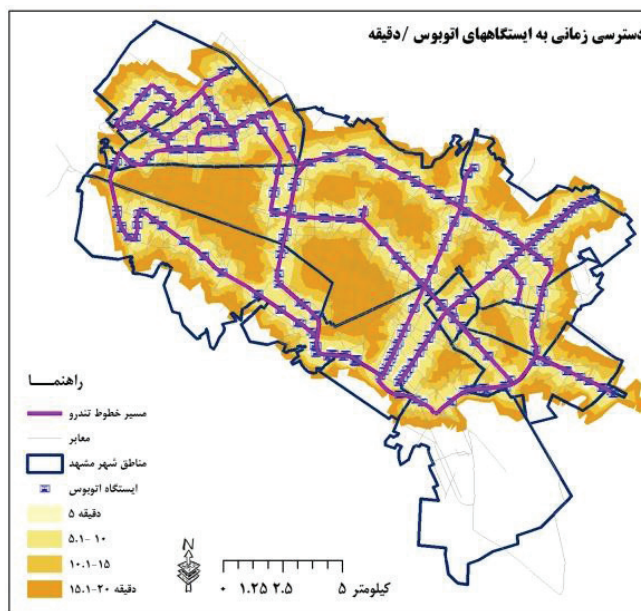 دسترسی زمانی به ایستگاههای اتوبوس /دقیقه
راهنمــا
مسیر خطوط تندرو
معابر
مناطق شهر مشهد
ایستگاه اتوبوس
۵ دقیقه
۵.۱- ۱۰
۱۰.۱-۱۵
۱۵.۱-۲۰ دقیقه
N
۰ ۱.۲۵ ۲.۵ ۵ کیلومتر